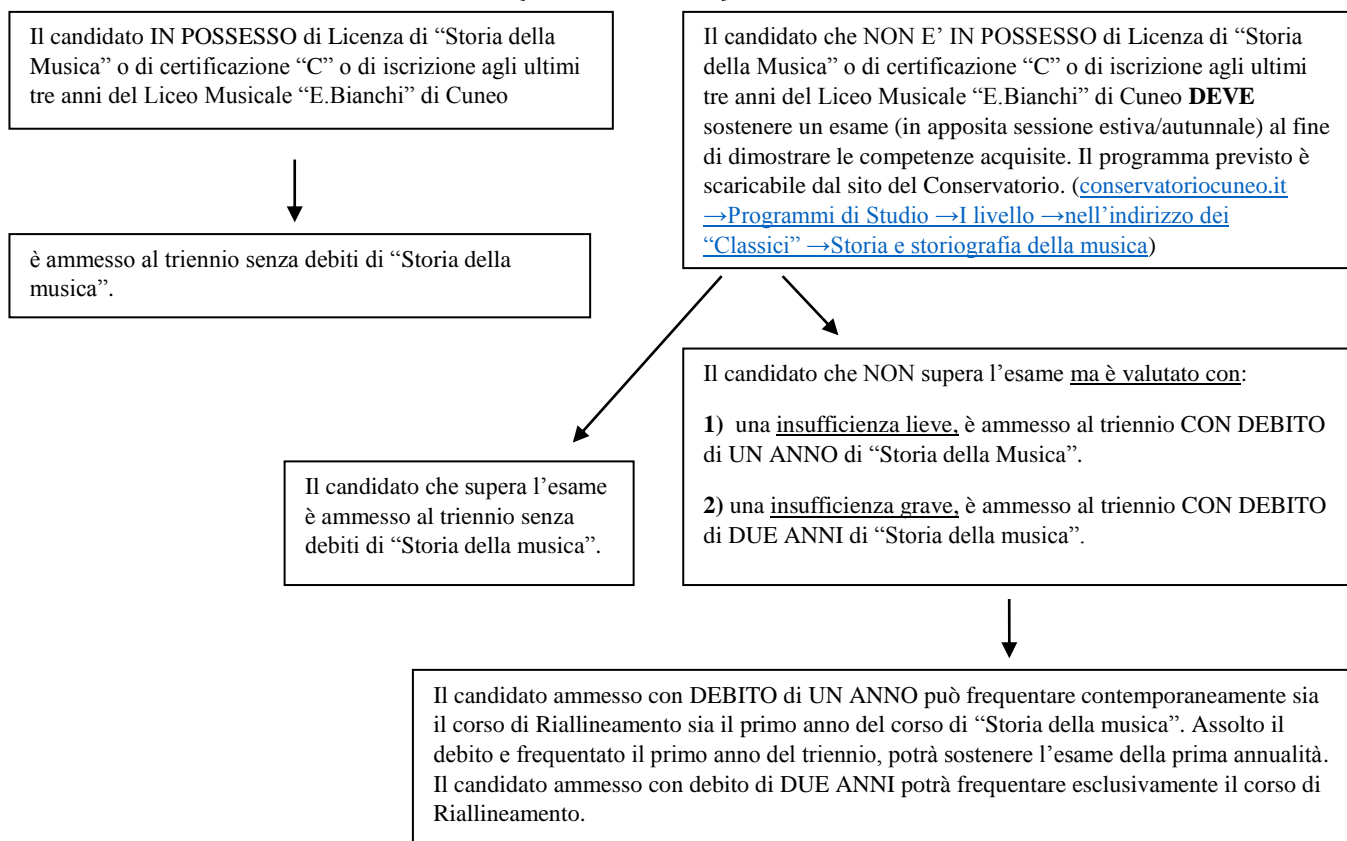 Il candidato IN POSSESSO di Licenza di “Storia della
Musica” o di certificazione “C” o di iscrizione agli ultimi
tre anni del Liceo Musicale “E.Bianchi” di Cuneo
è ammesso al triennio senza debiti di “Storia della
musica”.
Il candidato che NON E’ IN POSSESSO di Licenza di “Storia
della Musica” o di certificazione “C” o di iscrizione agli ultimi
tre anni del Liceo Musicale “E.Bianchi” di Cuneo DEVE
sostenere un esame (in apposita sessione estiva/autunnale) al fine
di dimostrare le competenze acquisite. Il programma previsto è
scaricabile dal sito del Conservatorio. (conservatoriocuneo.it
→Programmi di Studio →I livello →nell’indirizzo dei
“Classici” →Storia e storiografia della musica)
Il candidato che supera l’esame
è ammesso al triennio senza
debiti di “Storia della musica”.
Il candidato che NON supera l’esame ma è valutato con:
1) una insufficienza lieve, è ammesso al triennio CON DEBITO
di UN ANNO di “Storia della Musica”.
2) una insufficienza grave, è ammesso al triennio CON DEBITO
di DUE ANNI di “Storia della musica”.
Il candidato ammesso con DEBITO di UN ANNO può frequentare contemporaneamente sia
il corso di Riallineamento sia il primo anno del corso di “Storia della musica”. Assolto il
debito e frequentato il primo anno del triennio, potrà sostenere l’esame della prima annualità.
Il candidato ammesso con debito di DUE ANNI potrà frequentare esclusivamente il corso di
Riallineamento.